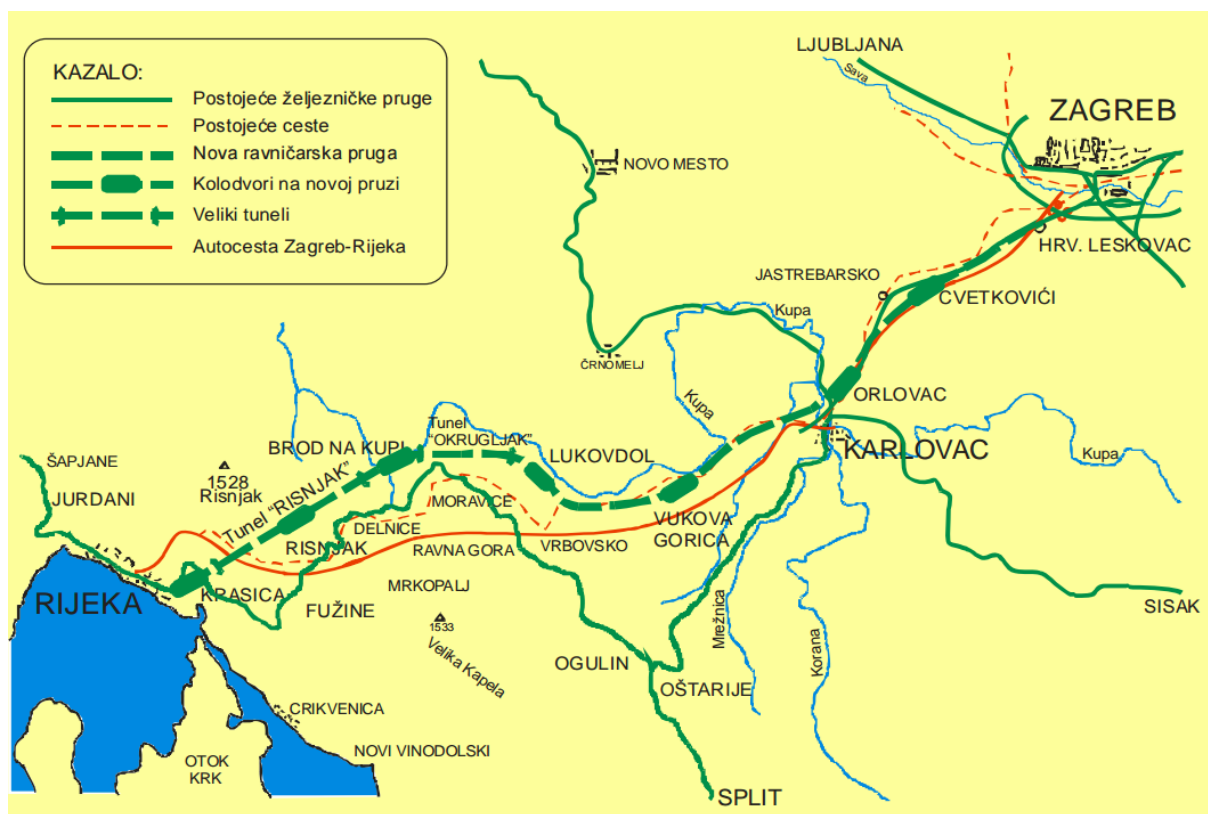 KAZALO:
Postojeće željezničke pruge
Postojeće ceste
Nova ravničarska pruga
Kolodvori na novoj pruzi
Veliki tuneli
Autocesta Zagreb-Rijeka
LJUBLJANA
Sava
ZAGREB
NOVO MESTO
HRV. LESKOVAC
JASTREBARSKO
CVETKOVIĆI
Kupa
ČRNOMELJ
ORLOVAC
Kupa
KARLOVAC
Kupa
Tunel
"OKRUGLJAK"
BROD NA KUPI
LUKOVDOL
ŠAPJANE
1528
Risnjak
JURDANI
Tunel "RISNJAK"
MORAVICE
VUKOVA
GORICA
DELNICE
RISNJAK
RAVNA GORA
VRBOVSKO
KRASICA
MRKOPALJ
RIJEKA
FUŽINE
SISAK
1533
Velika Kapela
Mrežnica
Korana
OGULIN
OŠTARIJE
CRIKVENICA
NOVI VINODOLSKI
OTOK
KRK
SPLIT